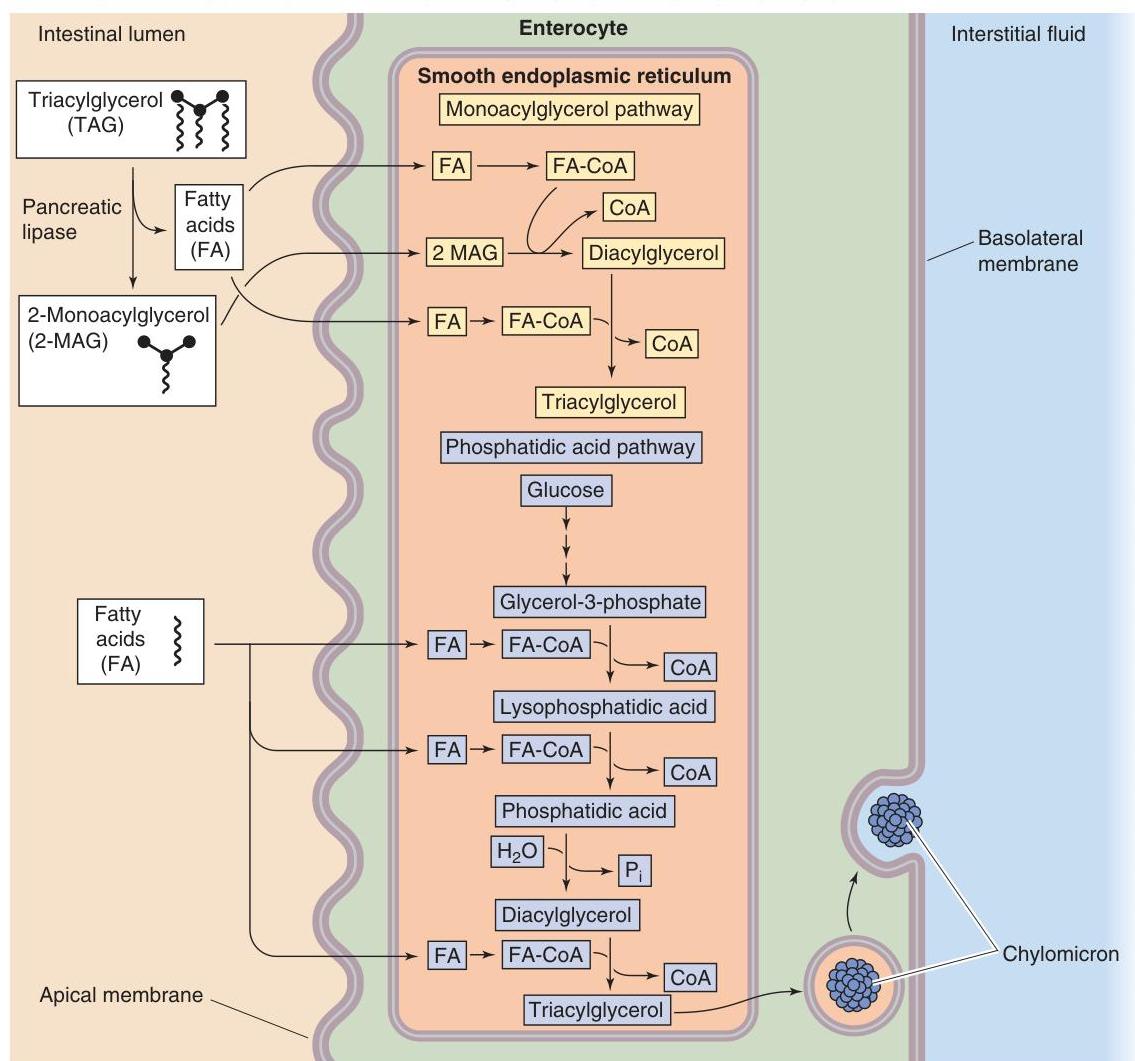 Intestinal lumen
Enterocyte
Interstitial fluid
Smooth endoplasmic reticulum
Monoacylglycerol pathway
Triacylglycerol
(TAG)
Pancreatic
lipase
Fatty
acids
(FA)
2-Monoacylglycerol
(2-MAG)
FA
FA-CoA
CoA
2 MAG
Diacylglycerol
FA
FA-CoA
CoA
Triacylglycerol
Basolateral
membrane
Phosphatidic acid pathway
Glucose
Glycerol-3-phosphate
Fatty
acids
(FA)
FA
FA-CoA
CoA
Lysophosphatidic acid
FA
FA-CoA
CoA
Phosphatidic acid
H₂O
Pᵢ
Diacylglycerol
FA
FA-CoA
CoA
Triacylglycerol
Chylomicron
Apical membrane